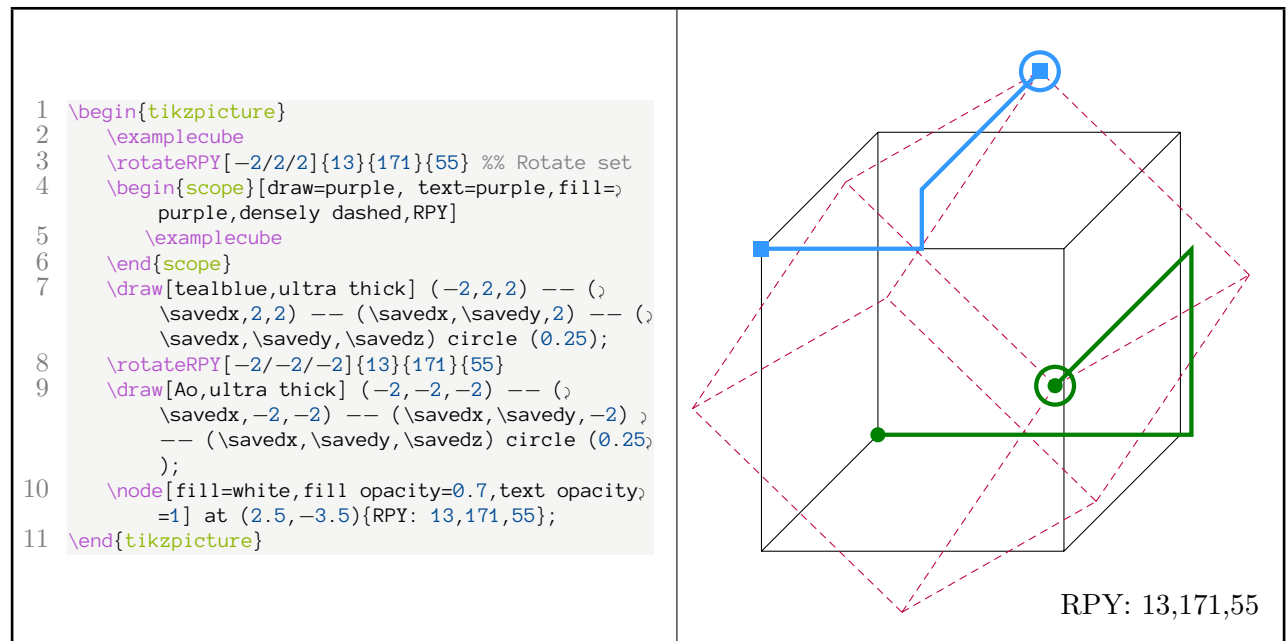 1 \begin{tikzpicture}
2 \examplecube
3 \rotateRPY[−2/2/2]{13}{171}{55} %% Rotate set
4 \begin{scope}[draw=purple, text=purple,fill=⤸
purple,densely dashed,RPY]
5 \examplecube
6 \end{scope}
7 \draw[tealblue,ultra thick] (−2,2,2) −− (⤸
\savedx,2,2) −− (\savedx,\savedy,2) −− (⤸
\savedx,\savedy,\savedz) circle (0.25);
8 \rotateRPY[−2/−2/−2]{13}{171}{55}
9 \draw[Ao,ultra thick] (−2,−2,−2) −− (⤸
\savedx,−2,−2) −− (\savedx,\savedy,−2) ⤸
−− (\savedx,\savedy,\savedz) circle (0.25⤸
);
10 \node[fill=white,fill opacity=0.7,text opacity⤸
=1] at (2.5,−3.5){RPY: 13,171,55};
11 \end{tikzpicture}
RPY: 13,171,55